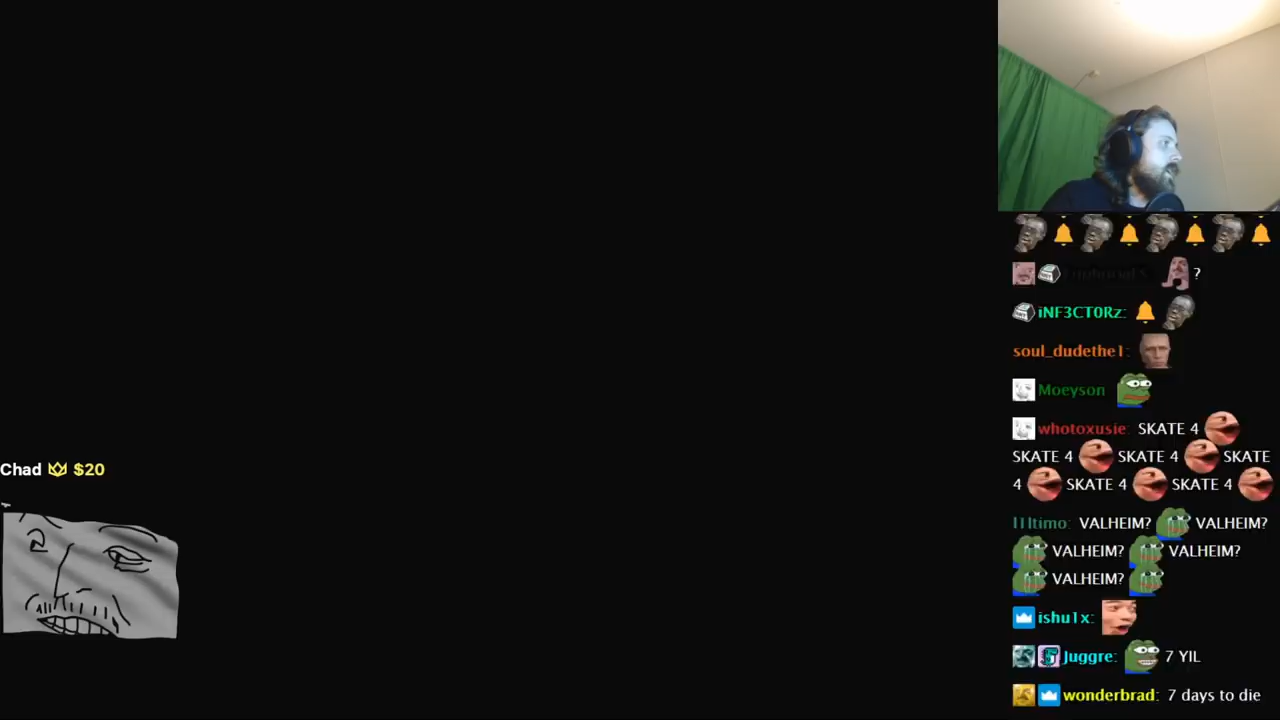 ?
iNF3CT0Rz:
soul_dudethe1:
Moeyson
whotoxusie: SKATE 4
SKATE 4 SKATE 4 SKATE
4 SKATE 4 SKATE 4
Chad $20
l1ltimo: VALHEIM? VALHEIM?
VALHEIM? VALHEIM?
VALHEIM?
ishu1x:
Juggre: 7 YIL
wonderbrad: 7 days to die